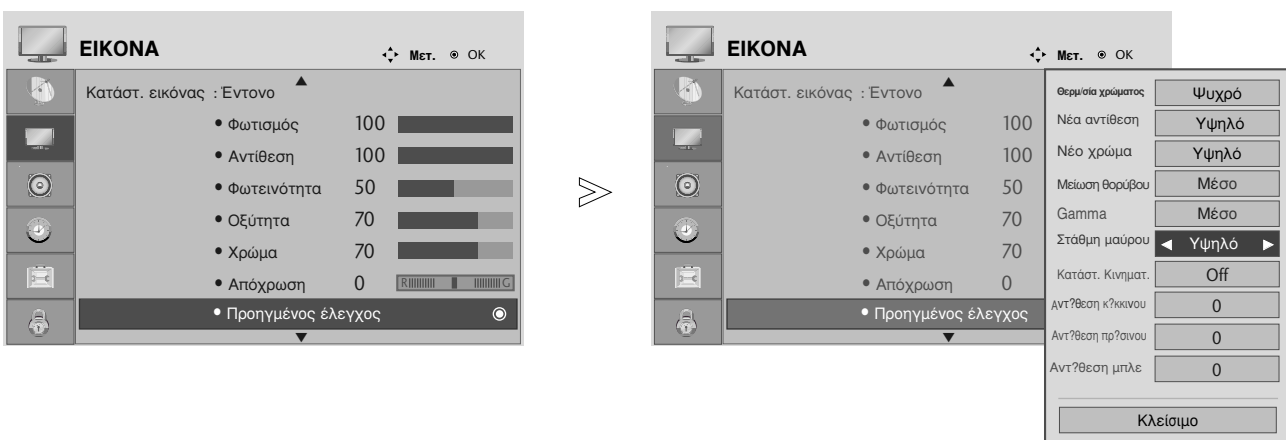 ΕΙΚΟΝΑ
Μετ. OK
Κατάστ. εικόνας : Έντονο
• Φωτισμός 100
• Αντίθεση 100
• Φωτεινότητα 50
• Οξύτητα 70
• Χρώμα 70
• Απόχρωση 0 R G
• Προηγμένος έλεγχος
ΕΙΚΟΝΑ
Μετ. OK
Κατάστ. εικόνας : Έντονο
• Φωτισμός 100
• Αντίθεση 100
• Φωτεινότητα 50
• Οξύτητα 70
• Χρώμα 70
• Απόχρωση 0
• Προηγμένος έλεγχος
Θερμ/σία χρώματος Ψυχρό
Νέα αντίθεση Υψηλό
Νέο χρώμα Υψηλό
Μείωση θορύβου Μέσο
Gamma Μέσο
Στάθμη μαύρου Υψηλό
Κατάστ. Κινηματ. Off
Αντ?θεση κ?κκινου 0
Αντ?θεση πρ?σινου 0
Αντ?θεση μπλε 0
Κλείσιμο